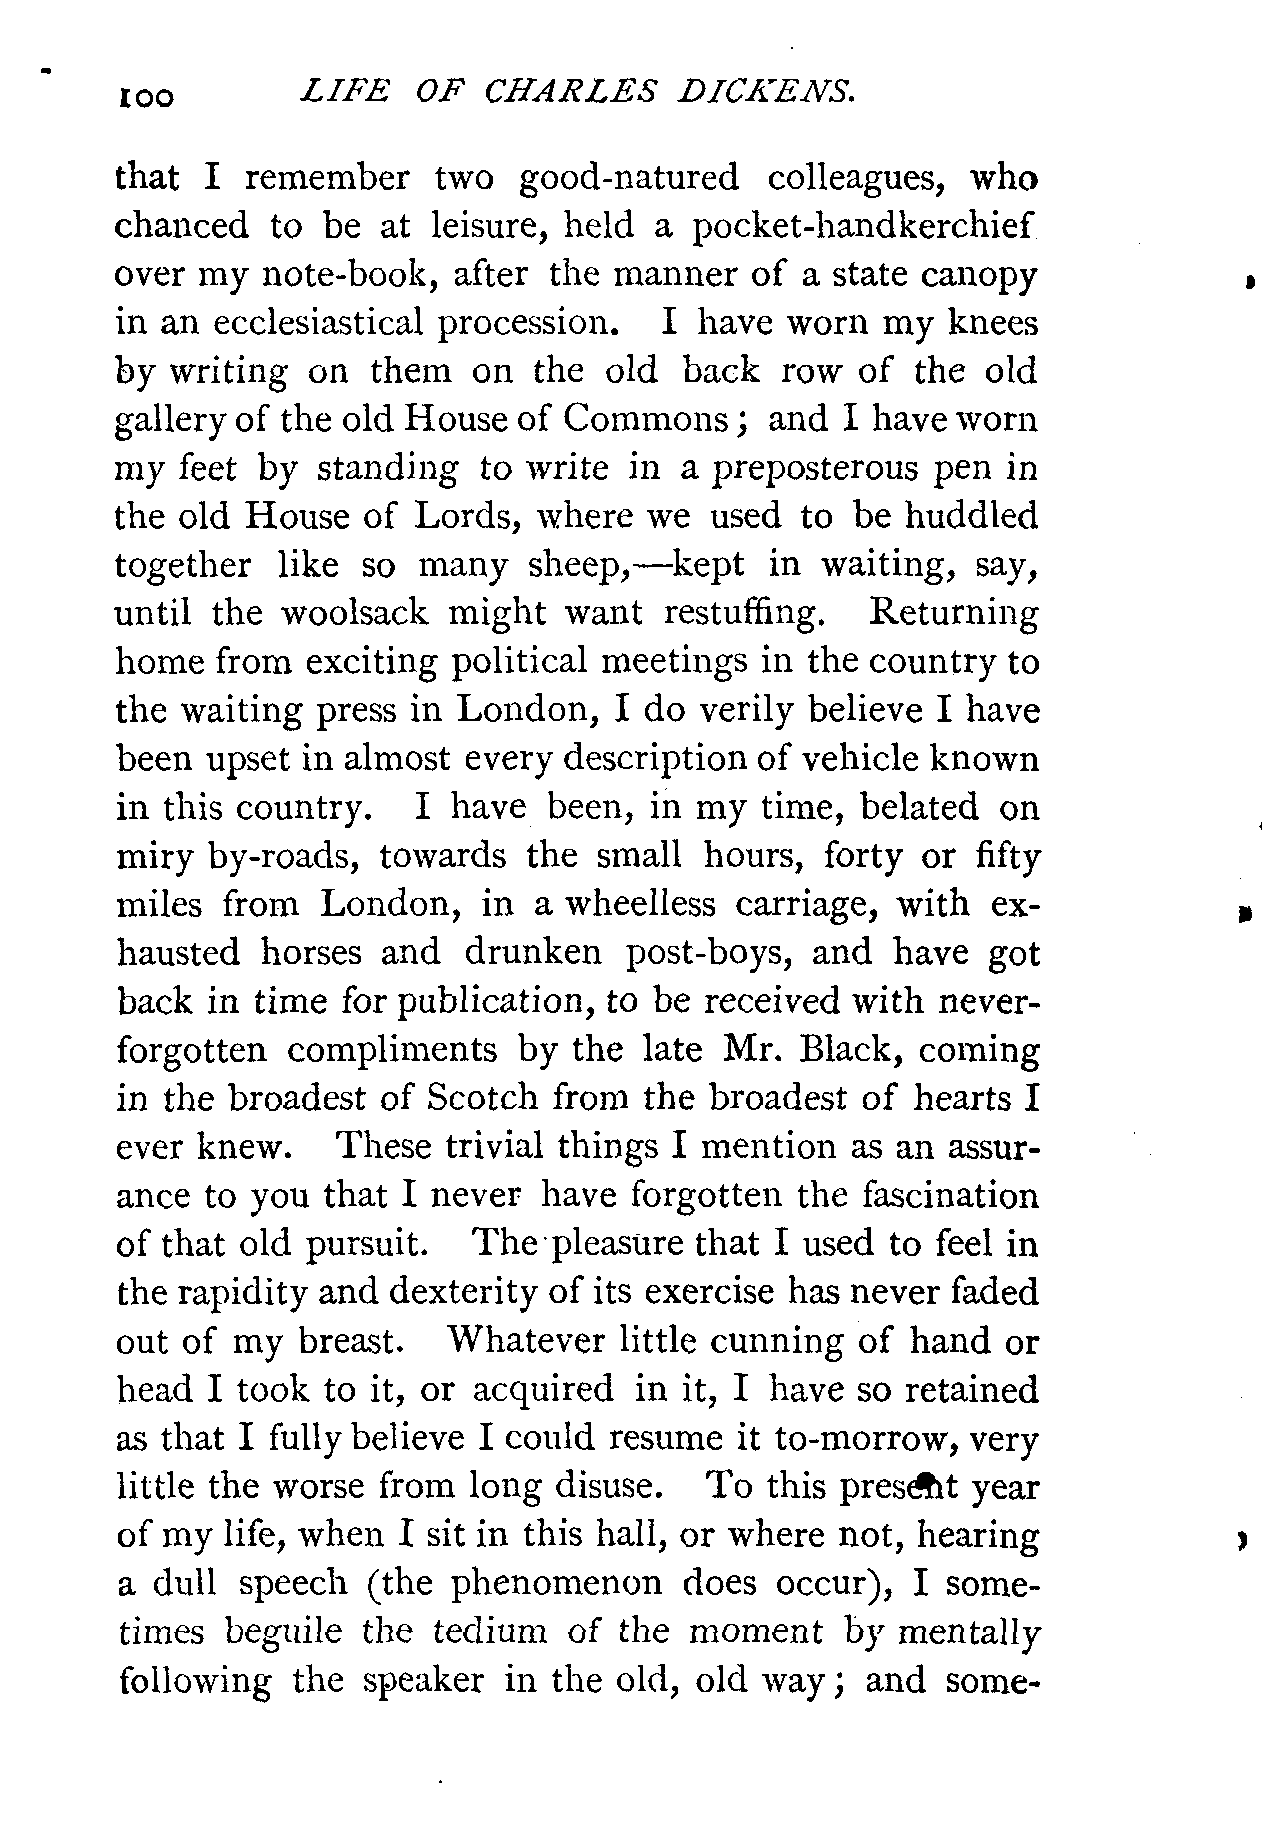 100 LIFE OF CHARLES DICKENS.
that I remember two good-natured colleagues, who
chanced to be at leisure, held a pocket-handkerchief
over my note-book, after the manner of a state canopy
in an ecclesiastical procession. I have worn my knees
by writing on them on the old back row of the old
gallery of the old House of Commons; and I have worn
my feet by standing to write in a preposterous pen in
the old House of Lords, where we used to be huddled
together like so many sheep,—kept in waiting, say,
until the woolsack might want restuffing. Returning
home from exciting political meetings in the country to
the waiting press in London, I do verily believe I have
been upset in almost every description of vehicle known
in this country. I have been, in my time, belated on
miry by-roads, towards the small hours, forty or fifty
miles from London, in a wheelless carriage, with ex-
hausted horses and drunken post-boys, and have got
back in time for publication, to be received with never-
forgotten compliments by the late Mr. Black, coming
in the broadest of Scotch from the broadest of hearts I
ever knew. These trivial things I mention as an assur-
ance to you that I never have forgotten the fascination
of that old pursuit. The pleasure that I used to feel in
the rapidity and dexterity of its exercise has never faded
out of my breast. Whatever little cunning of hand or
head I took to it, or acquired in it, I have so retained
as that I fully believe I could resume it to-morrow, very
little the worse from long disuse. To this present year
of my life, when I sit in this hall, or where not, hearing
a dull speech (the phenomenon does occur), I some-
times beguile the tedium of the moment by mentally
following the speaker in the old, old way; and some-